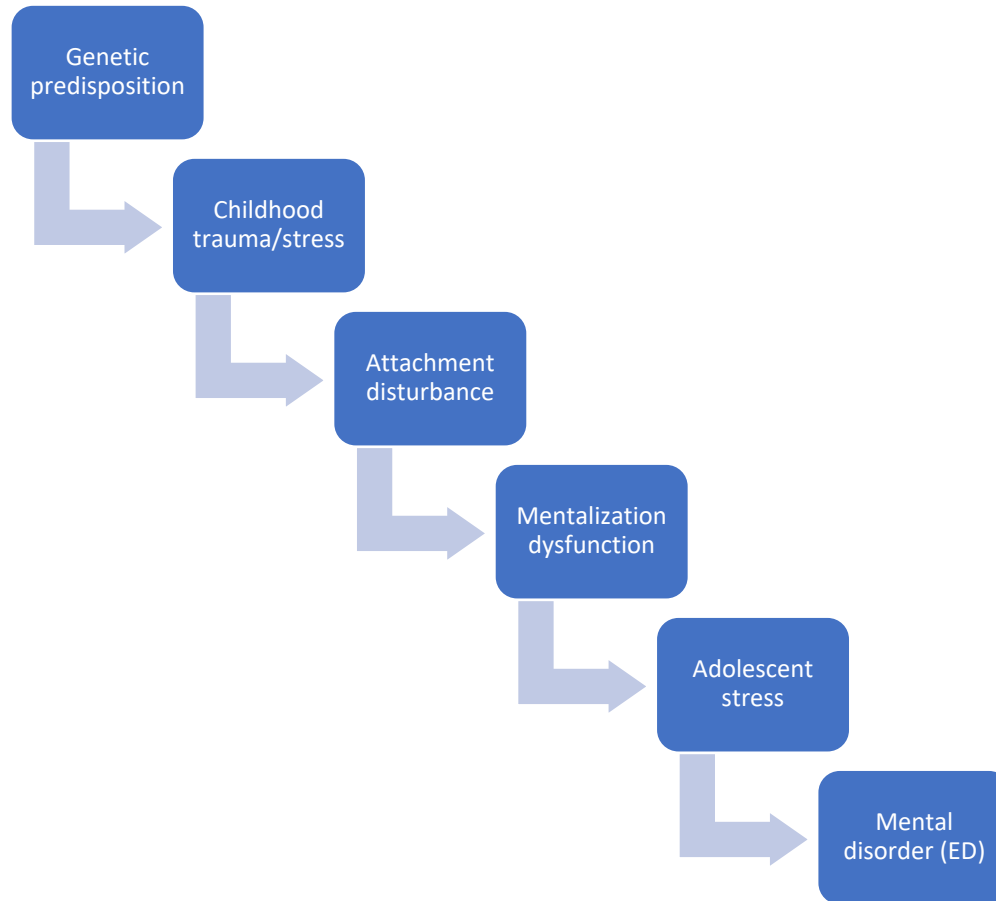 Genetic
predisposition
Childhood
trauma/stress
Attachment
disturbance
Mentalization
dysfunction
Adolescent
stress
Mental
disorder (ED)